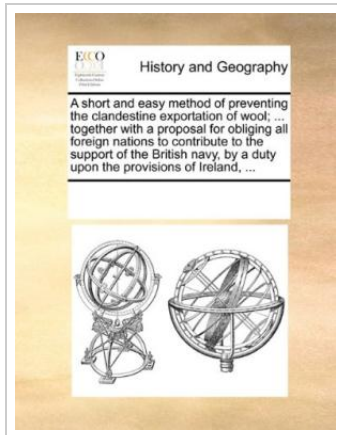 ECCO
History and Geography
A short and easy method of preventing
the clandestine exportation of wool; ...
together with a proposal for obliging all
foreign nations to contribute to the
support of the British navy, by a duty
upon the provisions of Ireland, ...